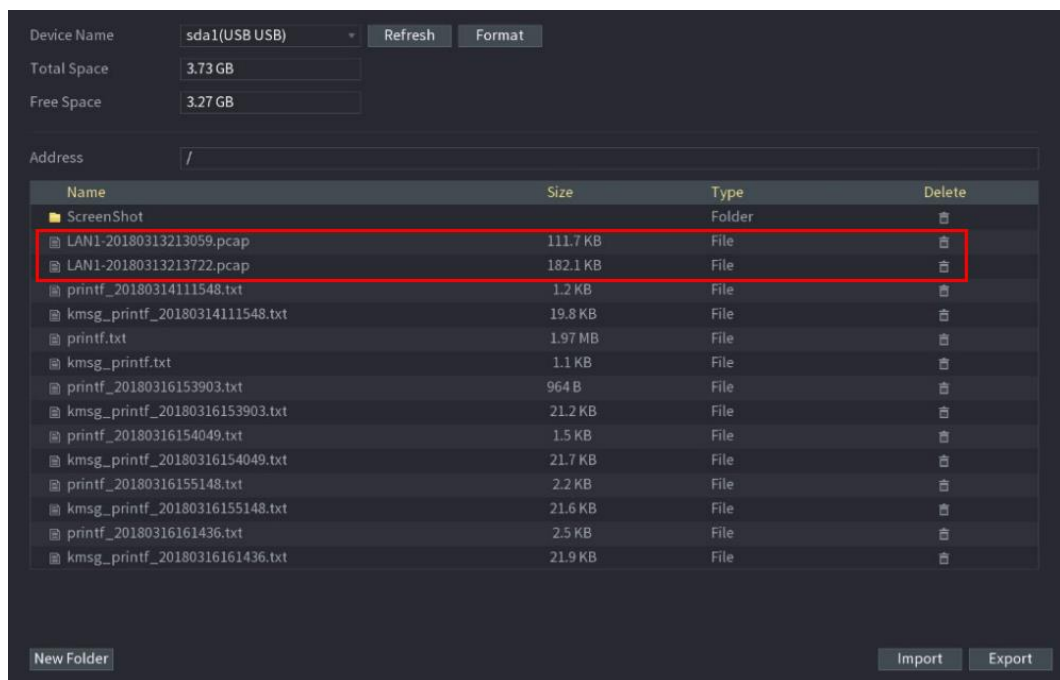 Device Name sda1(USB USB) Refresh Format
Total Space 3.73 GB
Free Space 3.27 GB
Address /
Name Size Type Delete
ScreenShot Folder
LAN1-20180313213059.pcap 111.7 KB File
LAN1-20180313213722.pcap 182.1 KB File
printf_20180314111548.txt 1.2 KB File
kmsg_printf_20180314111548.txt 19.8 KB File
printf.txt 1.97 MB File
kmsg_printf.txt 1.1 KB File
printf_20180316153903.txt 964 B File
kmsg_printf_20180316153903.txt 21.2 KB File
printf_20180316154049.txt 1.5 KB File
kmsg_printf_20180316154049.txt 21.7 KB File
printf_20180316155148.txt 2.2 KB File
kmsg_printf_20180316155148.txt 21.6 KB File
printf_20180316161436.txt 2.5 KB File
kmsg_printf_20180316161436.txt 21.9 KB File
New Folder Import Export